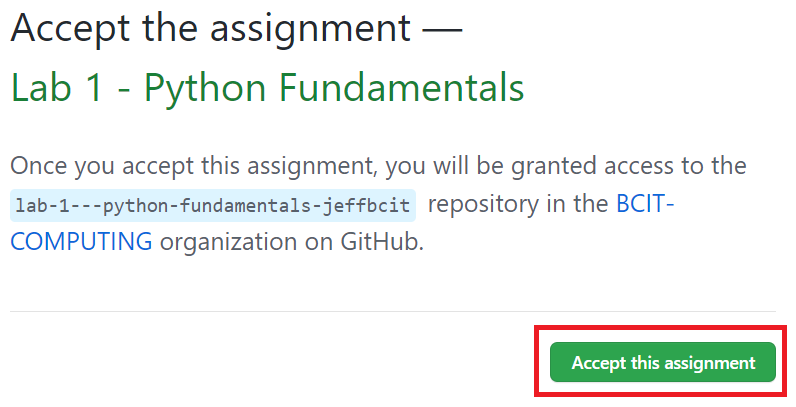 Accept the assignment —
Lab 1 - Python Fundamentals
Once you accept this assignment, you will be granted access to the
lab-1---python-fundamentals-jeffbcit repository in the BCIT-
COMPUTING organization on GitHub.
Accept this assignment